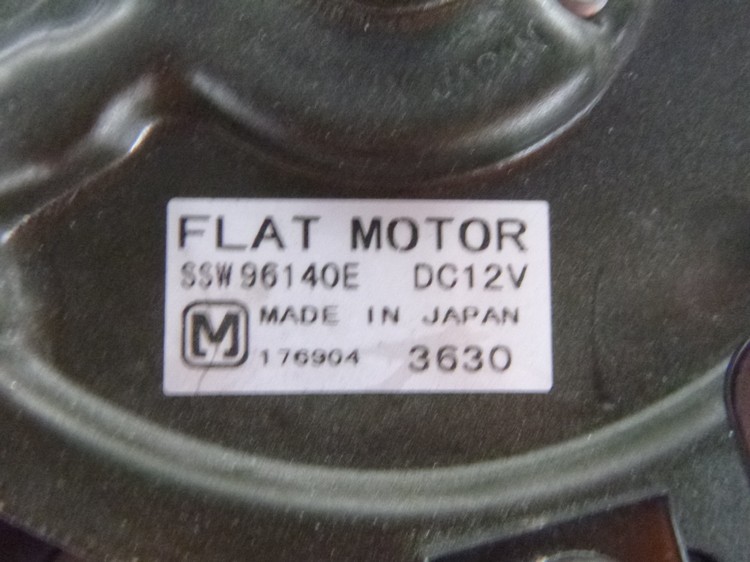 FLAT MOTOR
SSW96140E DC12V
M MADE IN JAPAN
176904 3630